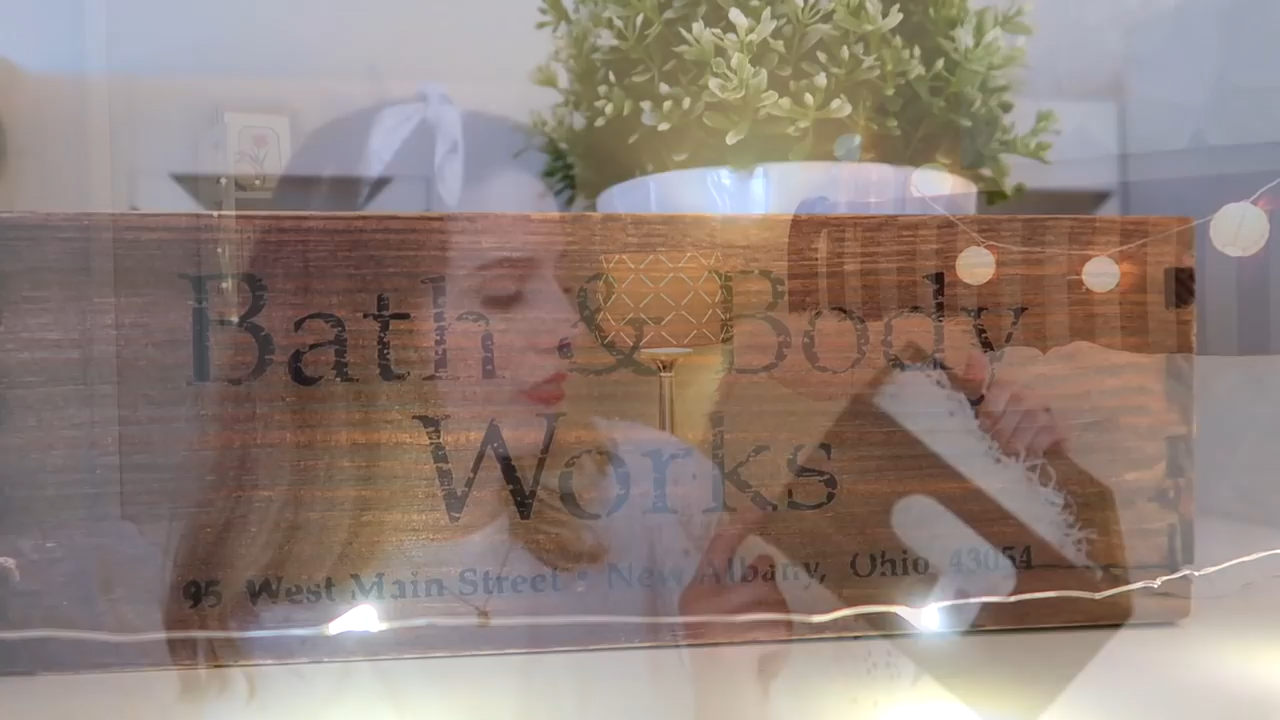 Bath & Body
Works
95 West Main Street • New Albany, Ohio 43054